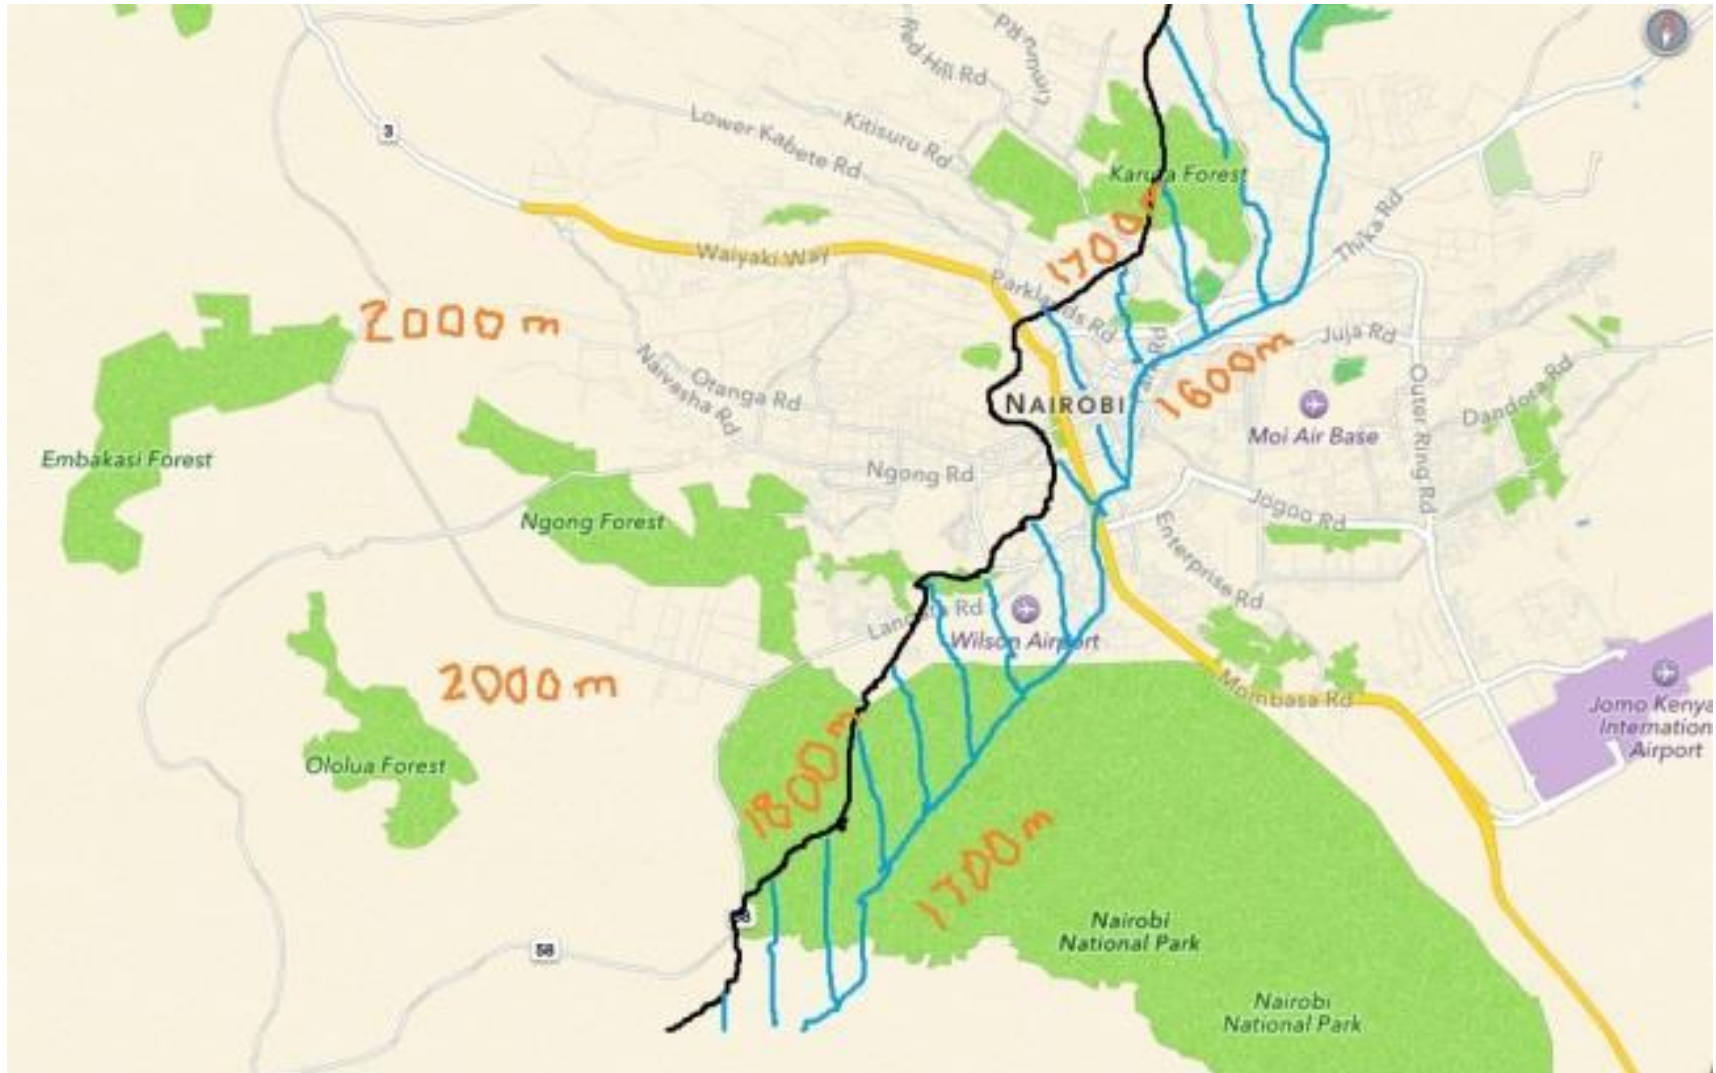 Red Hill Rd
Limuru Rd
3
Lower Kabete Rd
Kitisuru Rd
Karura Forest
Thika Rd
1700m
Waiyaki Way
Parklands Rd
2000m
Juja Rd
1600m
Naivasha Rd
Otanga Rd
NAIROBI
Outer Ring Rd
Dandora Rd
Moi Air Base
Embakasi Forest
Ngong Rd
Ngong Forest
Jogoo Rd
Enterprise Rd
Langata Rd
Wilson Airport
2000m
Mombasa Rd
Jomo Kenya
Internation
Airport
Ololua Forest
1800m
1700m
Nairobi
National Park
58
Nairobi
National Park